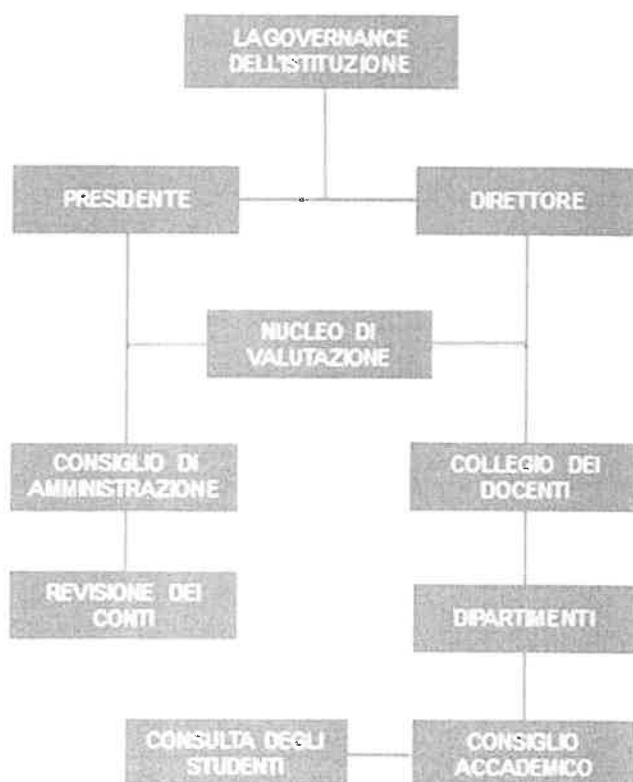 LA GOVERNANCE
DELL'ISTITUZIONE
PRESIDENTE
DIRETTORE
NUCLEO DI
VALUTAZIONE
CONSIGLIO DI
AMMINISTRAZIONE
COLLEGIO DEI
DOCENTI
REVISIONE DEI
CONTI
DIPARTIMENTI
CONSULTA DEGLI
STUDENTI
CONSIGLIO
ACCADEMICO